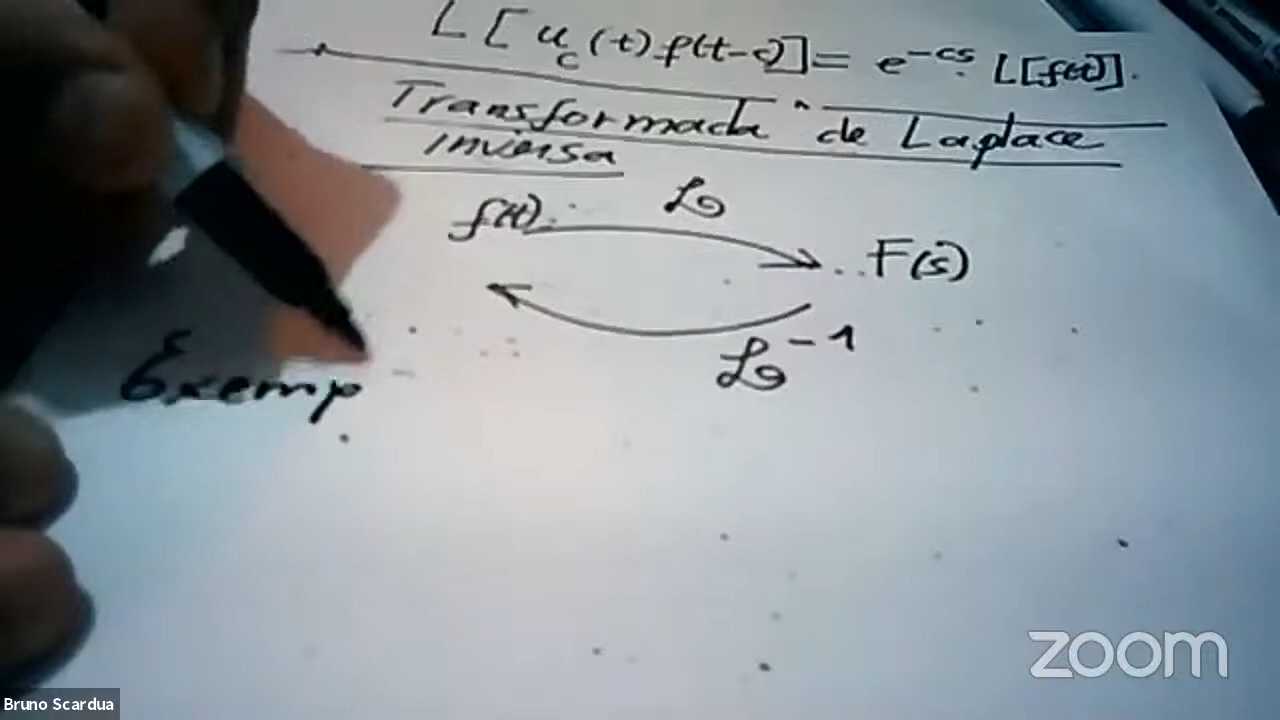 L[u_c(t).f(t-c)] = e^{-cs} L[f(t)].
Transformada de Laplace
inversa
f(t) L
F(s)
L^{-1}
Exemp
zoom
Bruno Scardua